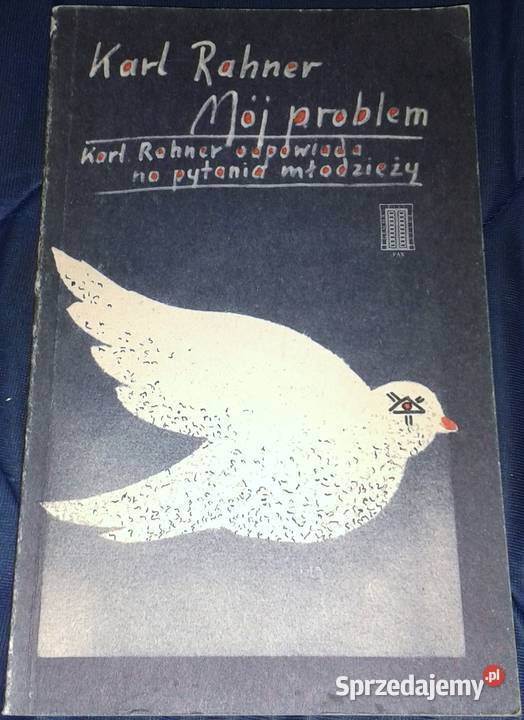 Karl Rahner
Mój problem
Karl Rahner odpowiada
na pytania młodzieży
PAX
Sprzedajemy.pl